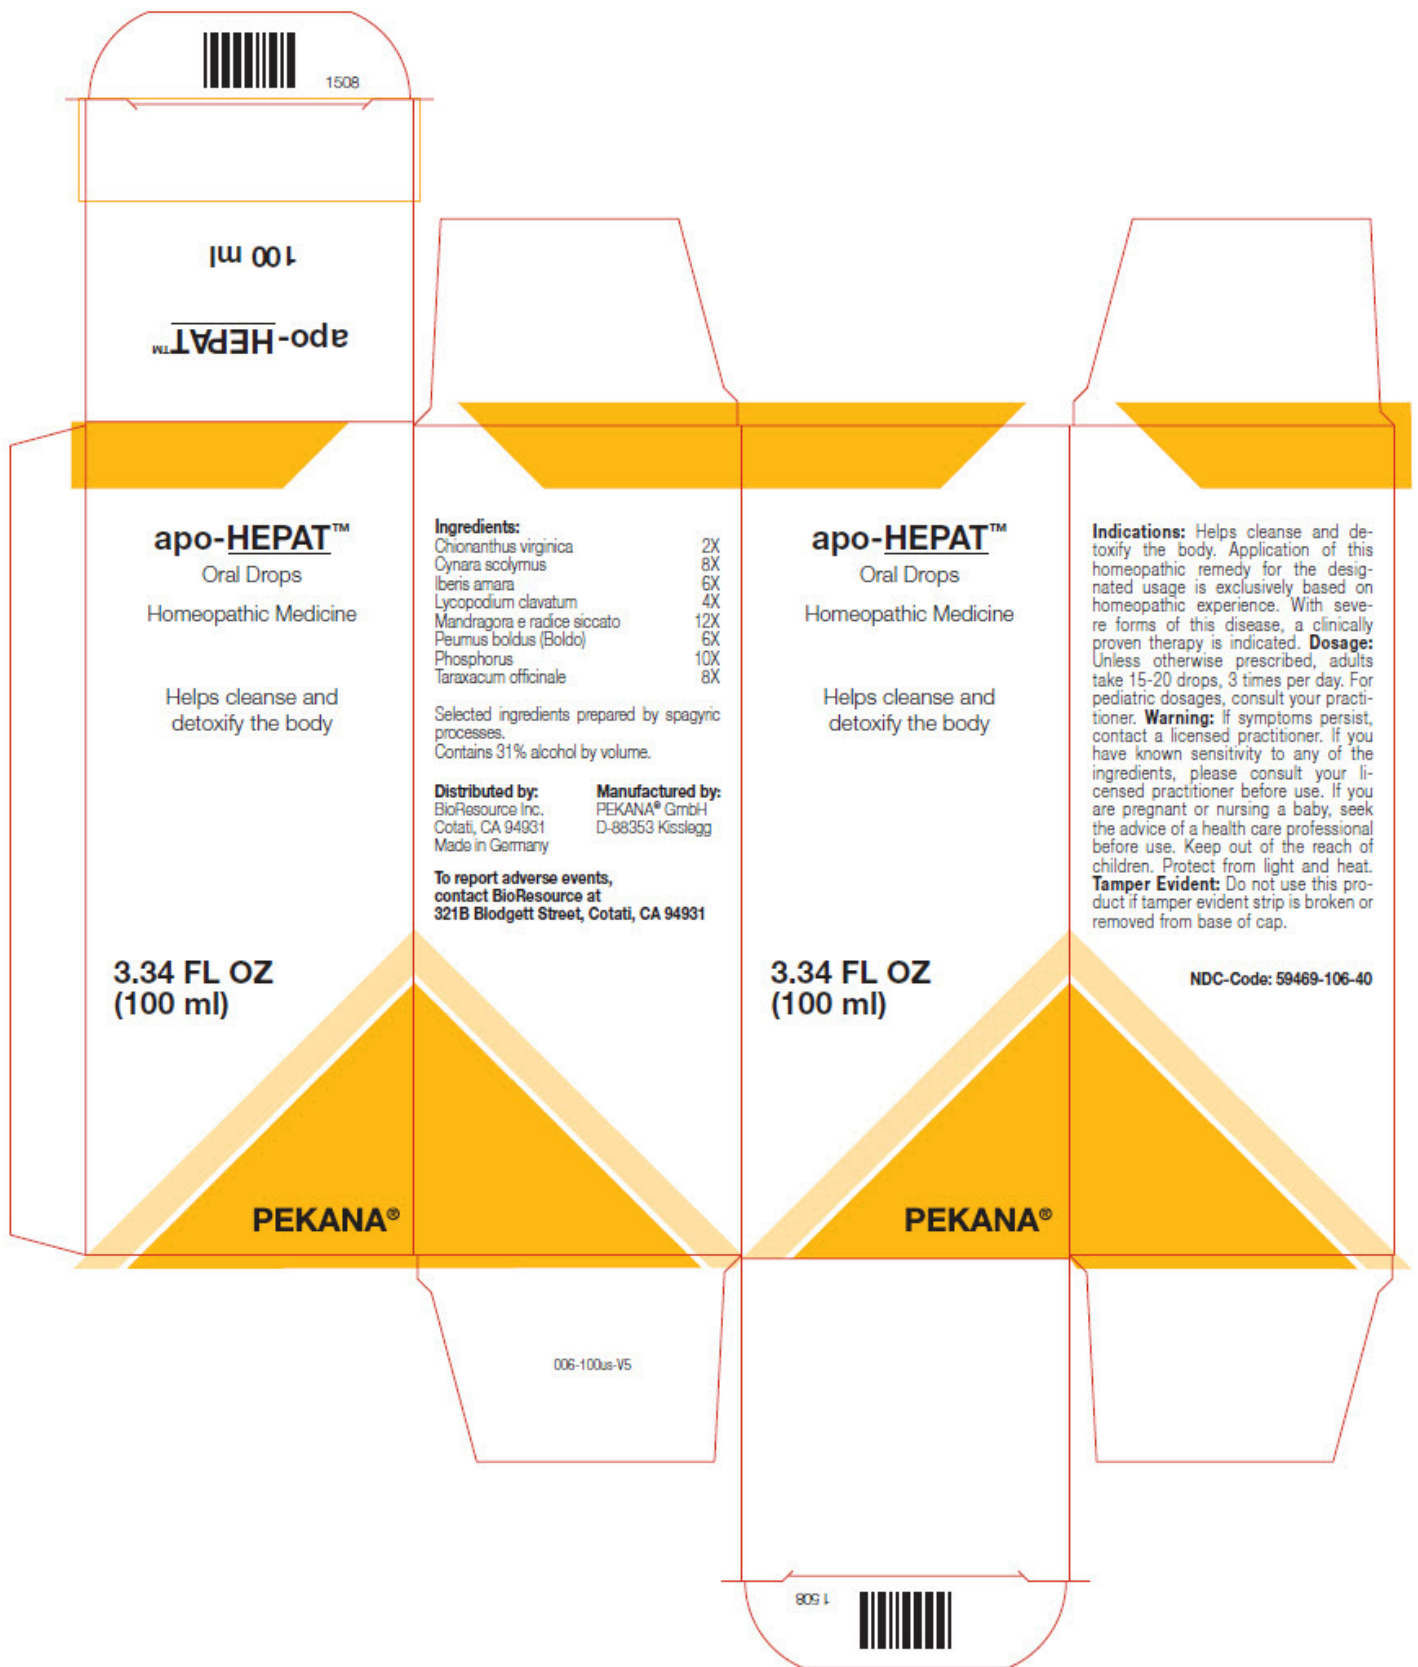 1508
100 ml
apo-HEPAT™
apo-HEPAT™
Oral Drops
Homeopathic Medicine
Helps cleanse and
detoxify the body
3.34 FL OZ
(100 ml)
PEKANA®
Ingredients:
Chionanthus virginica 2X
Cynara scolymus 8X
Iberis amara 6X
Lycopodium clavatum 4X
Mandragora e radice siccato 12X
Peumus boldus (Boldo) 6X
Phosphorus 10X
Taraxacum officinale 8X
Selected ingredients prepared by spagyric
processes.
Contains 31% alcohol by volume.
Distributed by:
BioResource Inc.
Cotati, CA 94931
Made in Germany
Manufactured by:
PEKANA® GmbH
D-88353 Kisslegg
To report adverse events,
contact BioResource at
321B Blodgett Street, Cotati, CA 94931
006-100us-V5
apo-HEPAT™
Oral Drops
Homeopathic Medicine
Helps cleanse and
detoxify the body
3.34 FL OZ
(100 ml)
PEKANA®
1508
Indications: Helps cleanse and de-
toxify the body. Application of this
homeopathic remedy for the desig-
nated usage is exclusively based on
homeopathic experience. With seve-
re forms of this disease, a clinically
proven therapy is indicated. Dosage:
Unless otherwise prescribed, adults
take 15-20 drops, 3 times per day. For
pediatric dosages, consult your practi-
tioner. Warning: If symptoms persist,
contact a licensed practitioner. If you
have known sensitivity to any of the
ingredients, please consult your li-
censed practitioner before use. If you
are pregnant or nursing a baby, seek
the advice of a health care professional
before use. Keep out of the reach of
children. Protect from light and heat.
Tamper Evident: Do not use this pro-
duct if tamper evident strip is broken or
removed from base of cap.
NDC-Code: 59469-106-40